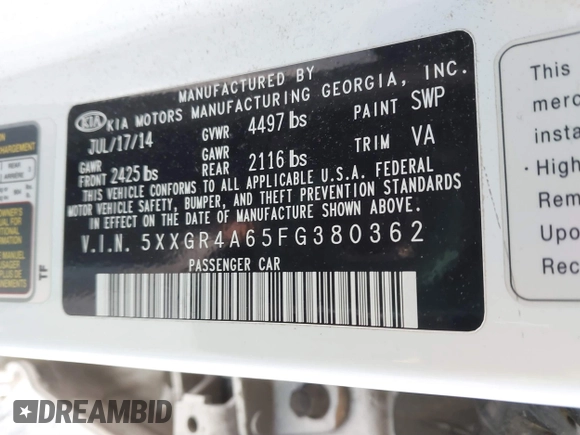 MANUFACTURED BY
KIA KIA MOTORS MANUFACTURING GEORGIA, INC.
JUL/17/14 GVWR 4497 lbs PAINT SWP
GAWR FRONT 2425 lbs GAWR REAR 2116 lbs TRIM VA
THIS VEHICLE CONFORMS TO ALL APPLICABLE U.S.A. FEDERAL
MOTOR VEHICLE SAFETY, BUMPER, AND THEFT PREVENTION STANDARDS
IN EFFECT ON THE DATE OF MANUFACTURE SHOWN ABOVE.
V.I.N. 5XXGR4A65FG380362
PASSENGER CAR
TF
This
merc
insta
· High
Rem
Upo
Rec
DREAMBID